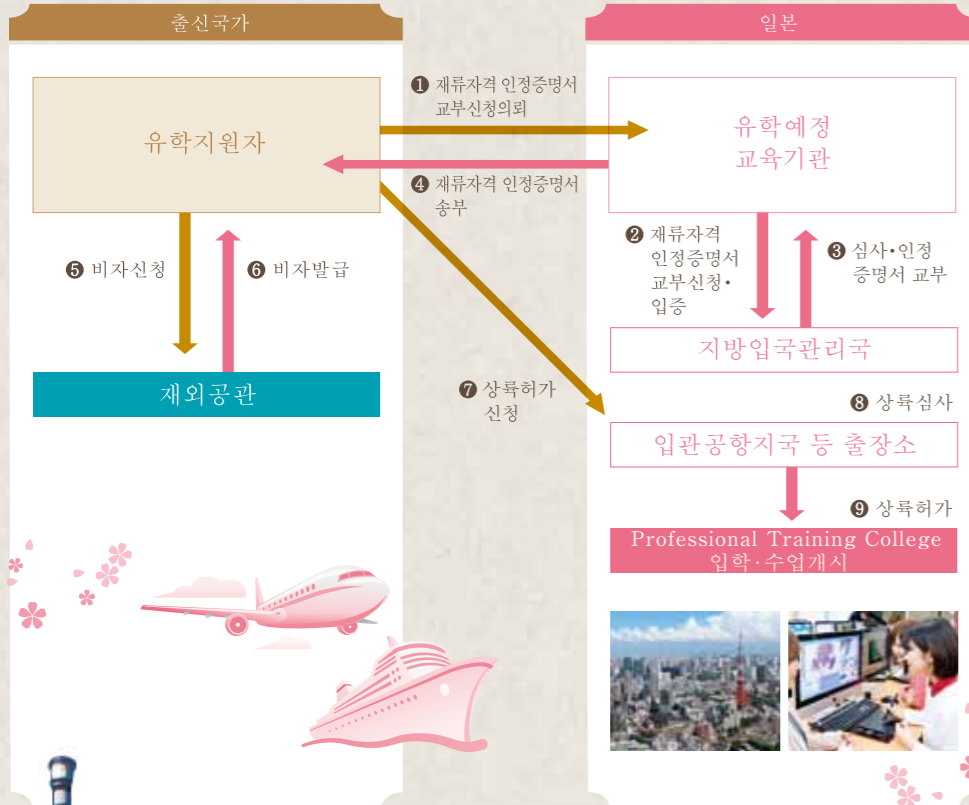 출신국가
일본
유학지원자
❶ 재류자격 인정증명서
교부신청의뢰
유학예정
교육기관
❹ 재류자격 인정증명서
송부
❷ 재류자격
인정증명서
교부신청·
입증
❸ 심사·인정
증명서 교부
❺ 비자신청
❻ 비자발급
지방입국관리국
재외공관
❼ 상륙허가
신청
❽ 상륙심사
입관공항지국 등 출장소
❾ 상륙허가
Professional Training College
입학·수업개시